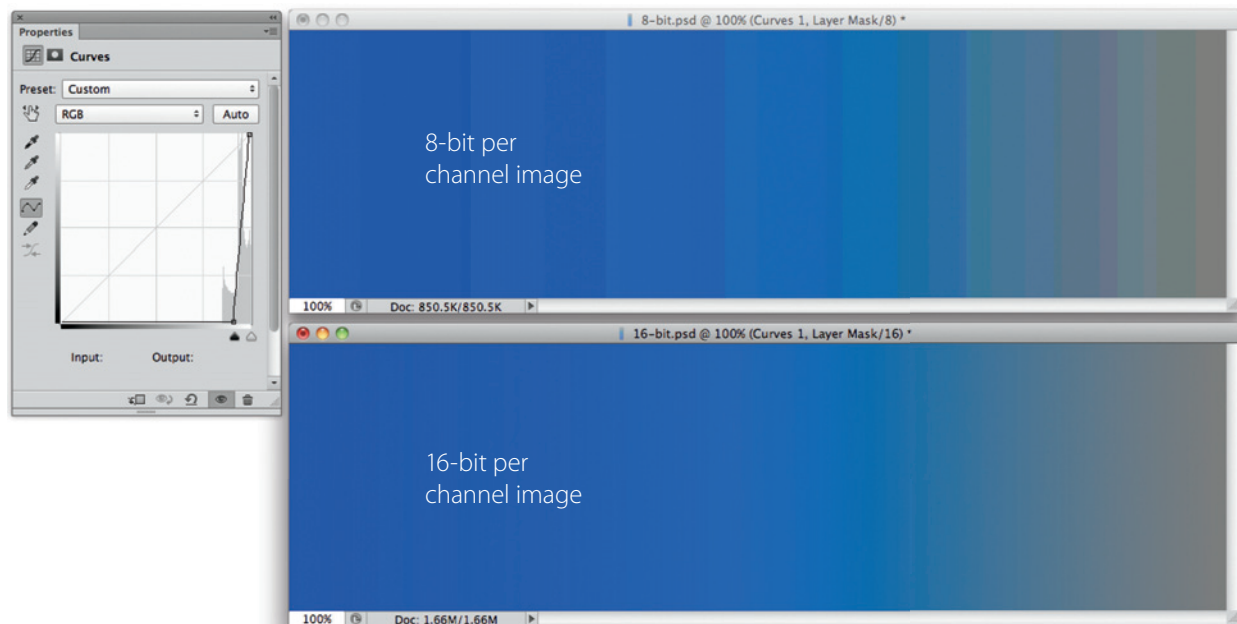 Properties
Curves
Preset: Custom
RGB Auto
Input: Output:
8-bit.psd @ 100% (Curves 1, Layer Mask/8) *
8-bit per
channel image
100% Doc: 850.5K/850.5K
16-bit.psd @ 100% (Curves 1, Layer Mask/16) *
16-bit per
channel image
100% Doc: 1.66M/1.66M